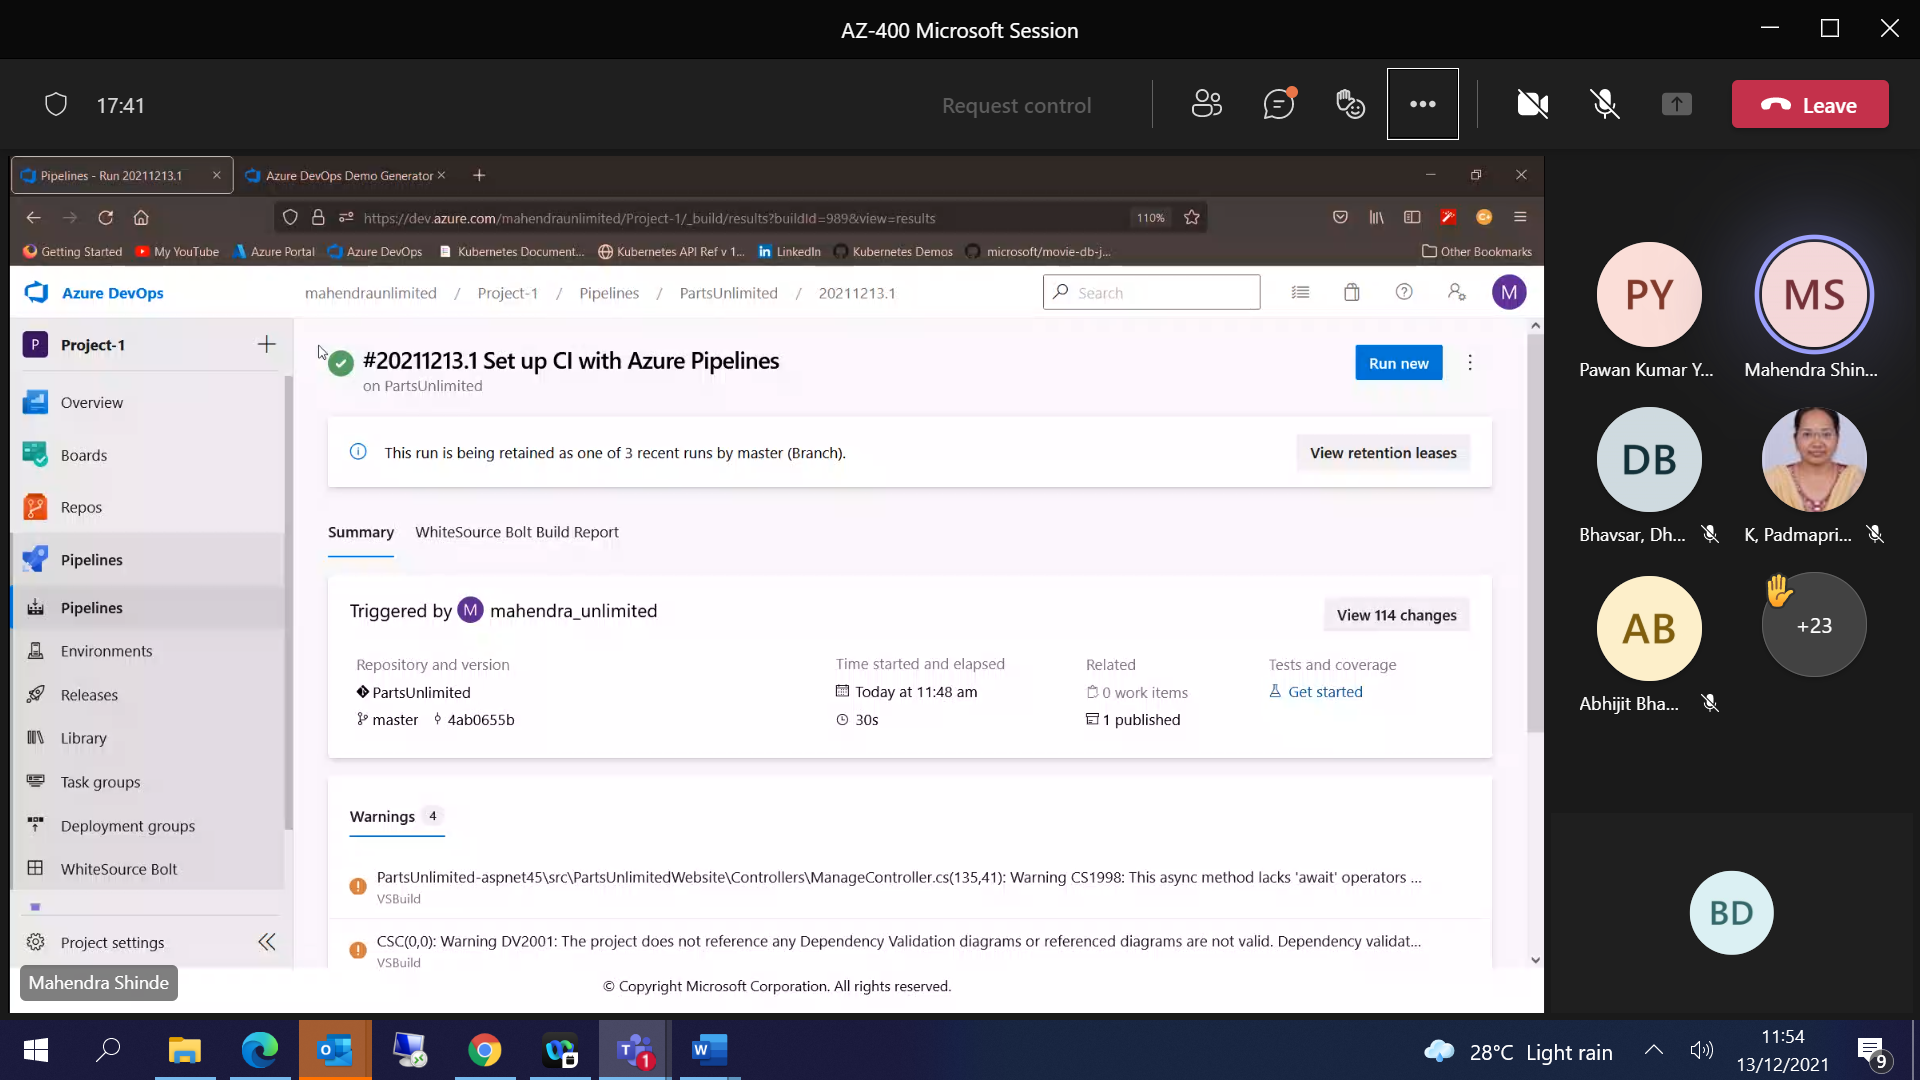 AZ-400 Microsoft Session
17:41
Request control
Leave
Pipelines - Run 20211213.1
Azure DevOps Demo Generator
https://dev.azure.com/mahendraunlimited/Project-1/_build/results?buildId=989&view=results
110%
Getting Started
My YouTube
Azure Portal
Azure DevOps
Kubernetes Document...
Kubernetes API Ref v 1...
LinkedIn
Kubernetes Demos
microsoft/movie-db-j...
Other Bookmarks
Azure DevOps
mahendraunlimited / Project-1 / Pipelines / PartsUnlimited / 20211213.1
Search
M
P
Project-1
Overview
Boards
Repos
Pipelines
Pipelines
Environments
Releases
Library
Task groups
Deployment groups
WhiteSource Bolt
Project settings
#20211213.1 Set up CI with Azure Pipelines
on PartsUnlimited
Run new
This run is being retained as one of 3 recent runs by master (Branch).
View retention leases
Summary
WhiteSource Bolt Build Report
Triggered by M mahendra_unlimited
View 114 changes
Repository and version
PartsUnlimited
master 4ab0655b
Time started and elapsed
Today at 11:48 am
30s
Related
0 work items
1 published
Tests and coverage
Get started
Warnings 4
PartsUnlimited-aspnet45\src\PartsUnlimitedWebsite\Controllers\ManageController.cs(135,41): Warning CS1998: This async method lacks 'await' operators ...
VSBuild
CSC(0,0): Warning DV2001: The project does not reference any Dependency Validation diagrams or referenced diagrams are not valid. Dependency validat...
VSBuild
Mahendra Shinde
© Copyright Microsoft Corporation. All rights reserved.
PY
Pawan Kumar Y...
MS
Mahendra Shin...
DB
Bhavsar, Dh...
K, Padmapri...
AB
Abhijit Bha...
+23
BD
28°C Light rain
11:54
13/12/2021
9
1